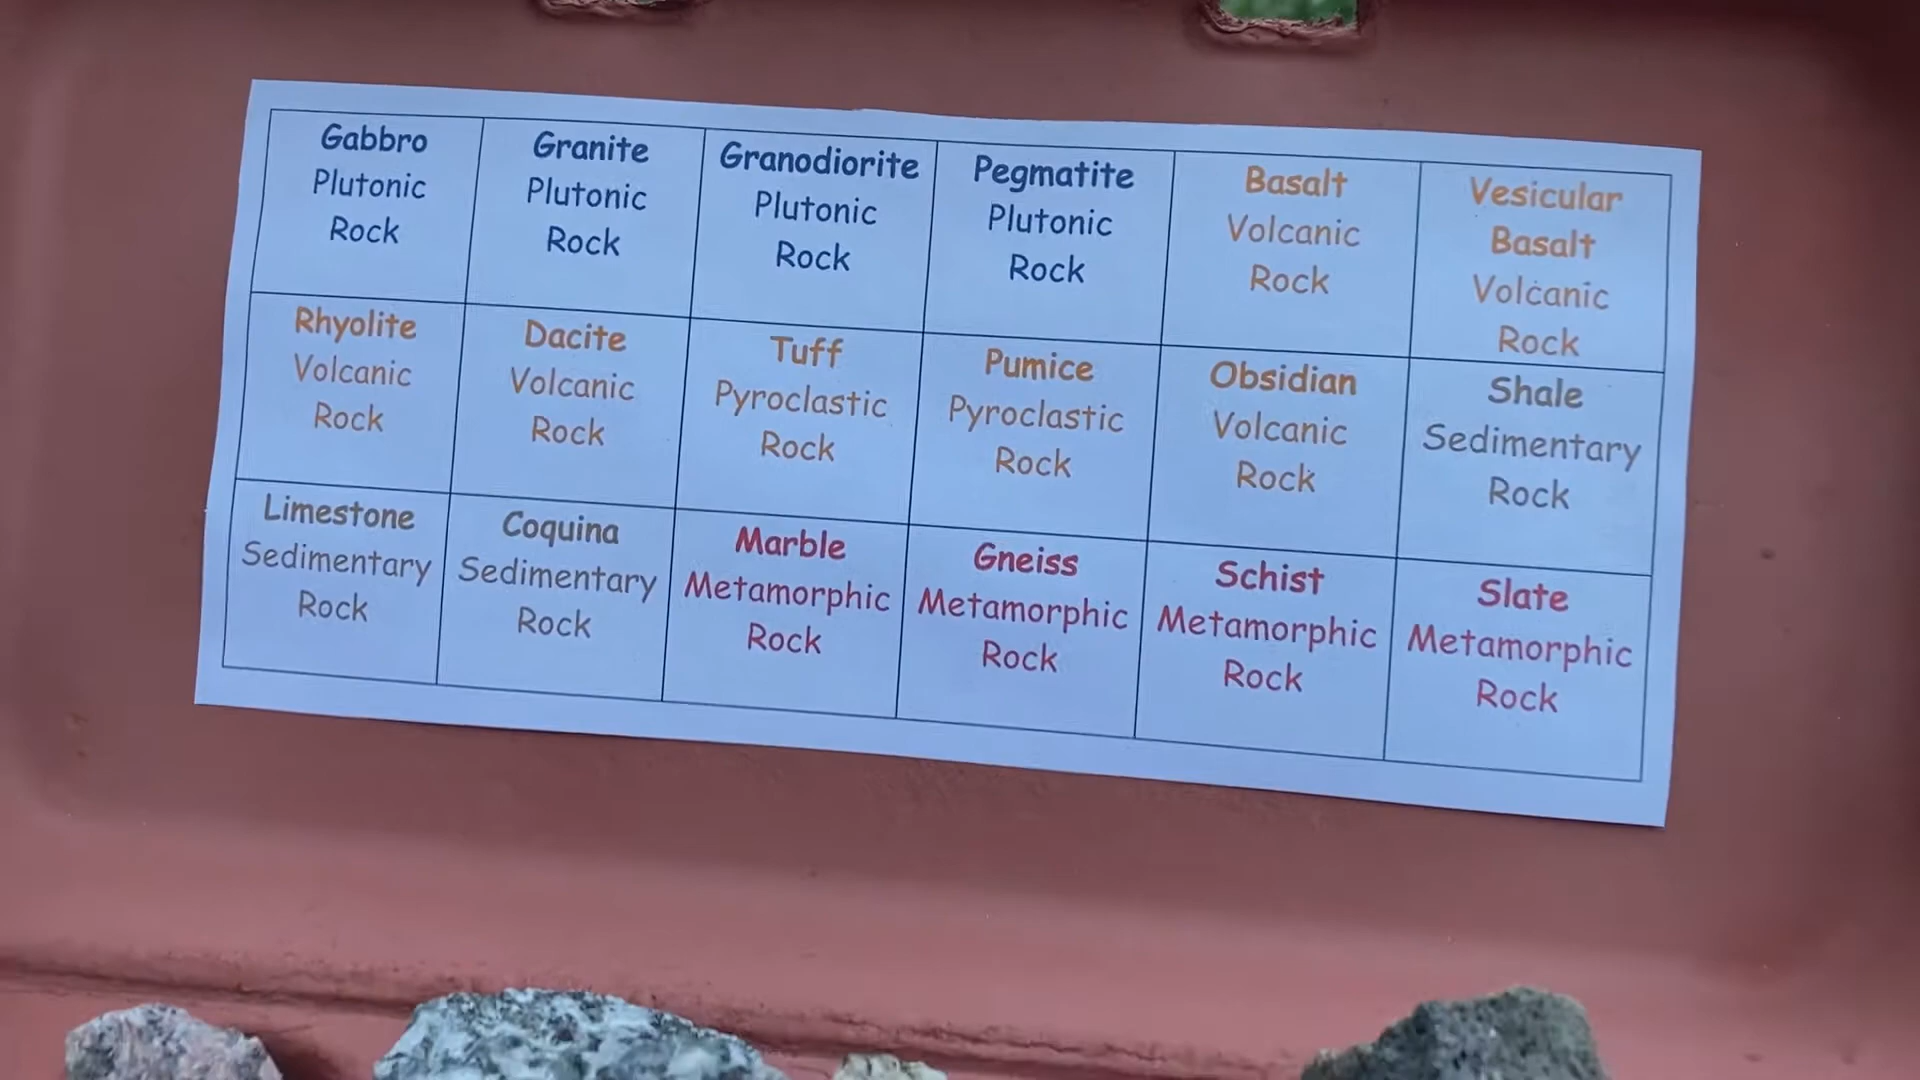 Gabbro
Plutonic
Rock
Granite
Plutonic
Rock
Granodiorite
Plutonic
Rock
Pegmatite
Plutonic
Rock
Basalt
Volcanic
Rock
Vesicular
Basalt
Volcanic
Rock
Rhyolite
Volcanic
Rock
Dacite
Volcanic
Rock
Tuff
Pyroclastic
Rock
Pumice
Pyroclastic
Rock
Obsidian
Volcanic
Rock
Shale
Sedimentary
Rock
Limestone
Sedimentary
Rock
Coquina
Sedimentary
Rock
Marble
Metamorphic
Rock
Gneiss
Metamorphic
Rock
Schist
Metamorphic
Rock
Slate
Metamorphic
Rock